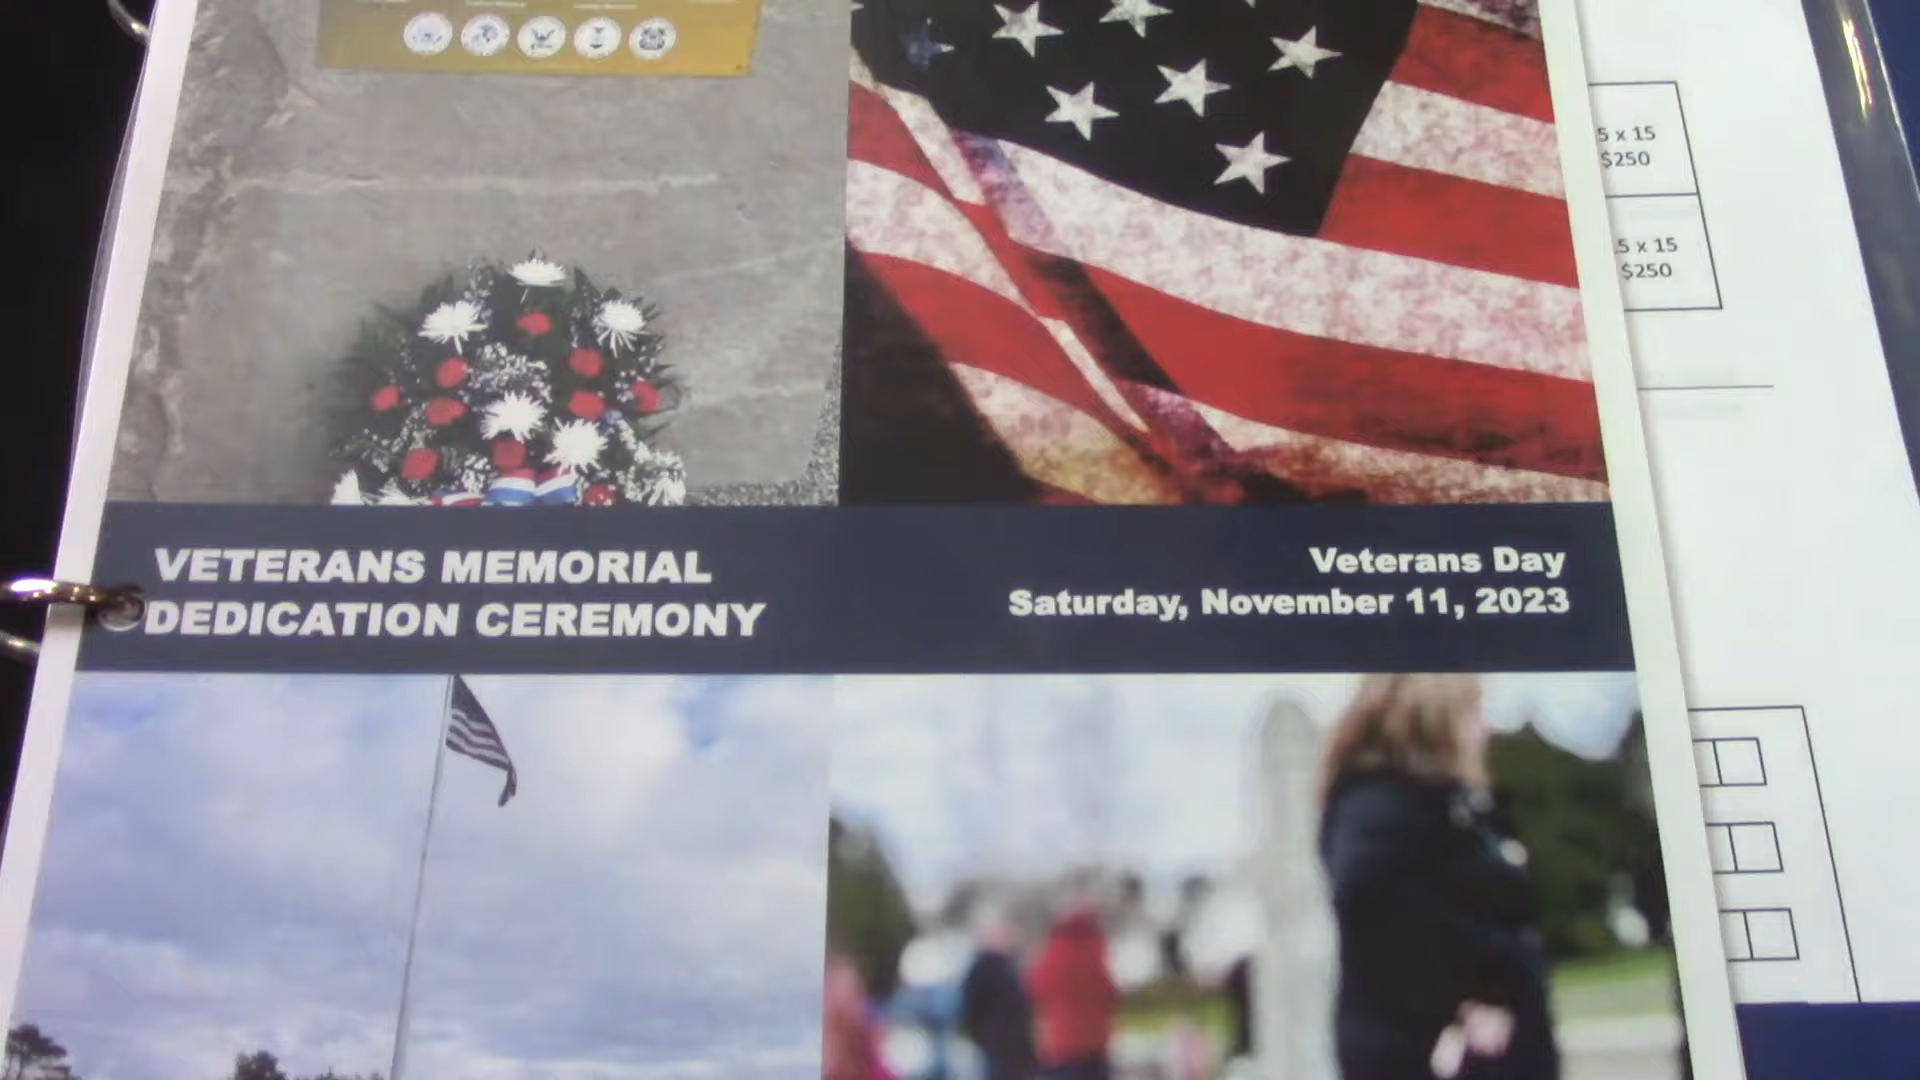 VETERANS MEMORIAL
DEDICATION CEREMONY
Veterans Day
Saturday, November 11, 2023
5 x 15
$250
5 x 15
$250